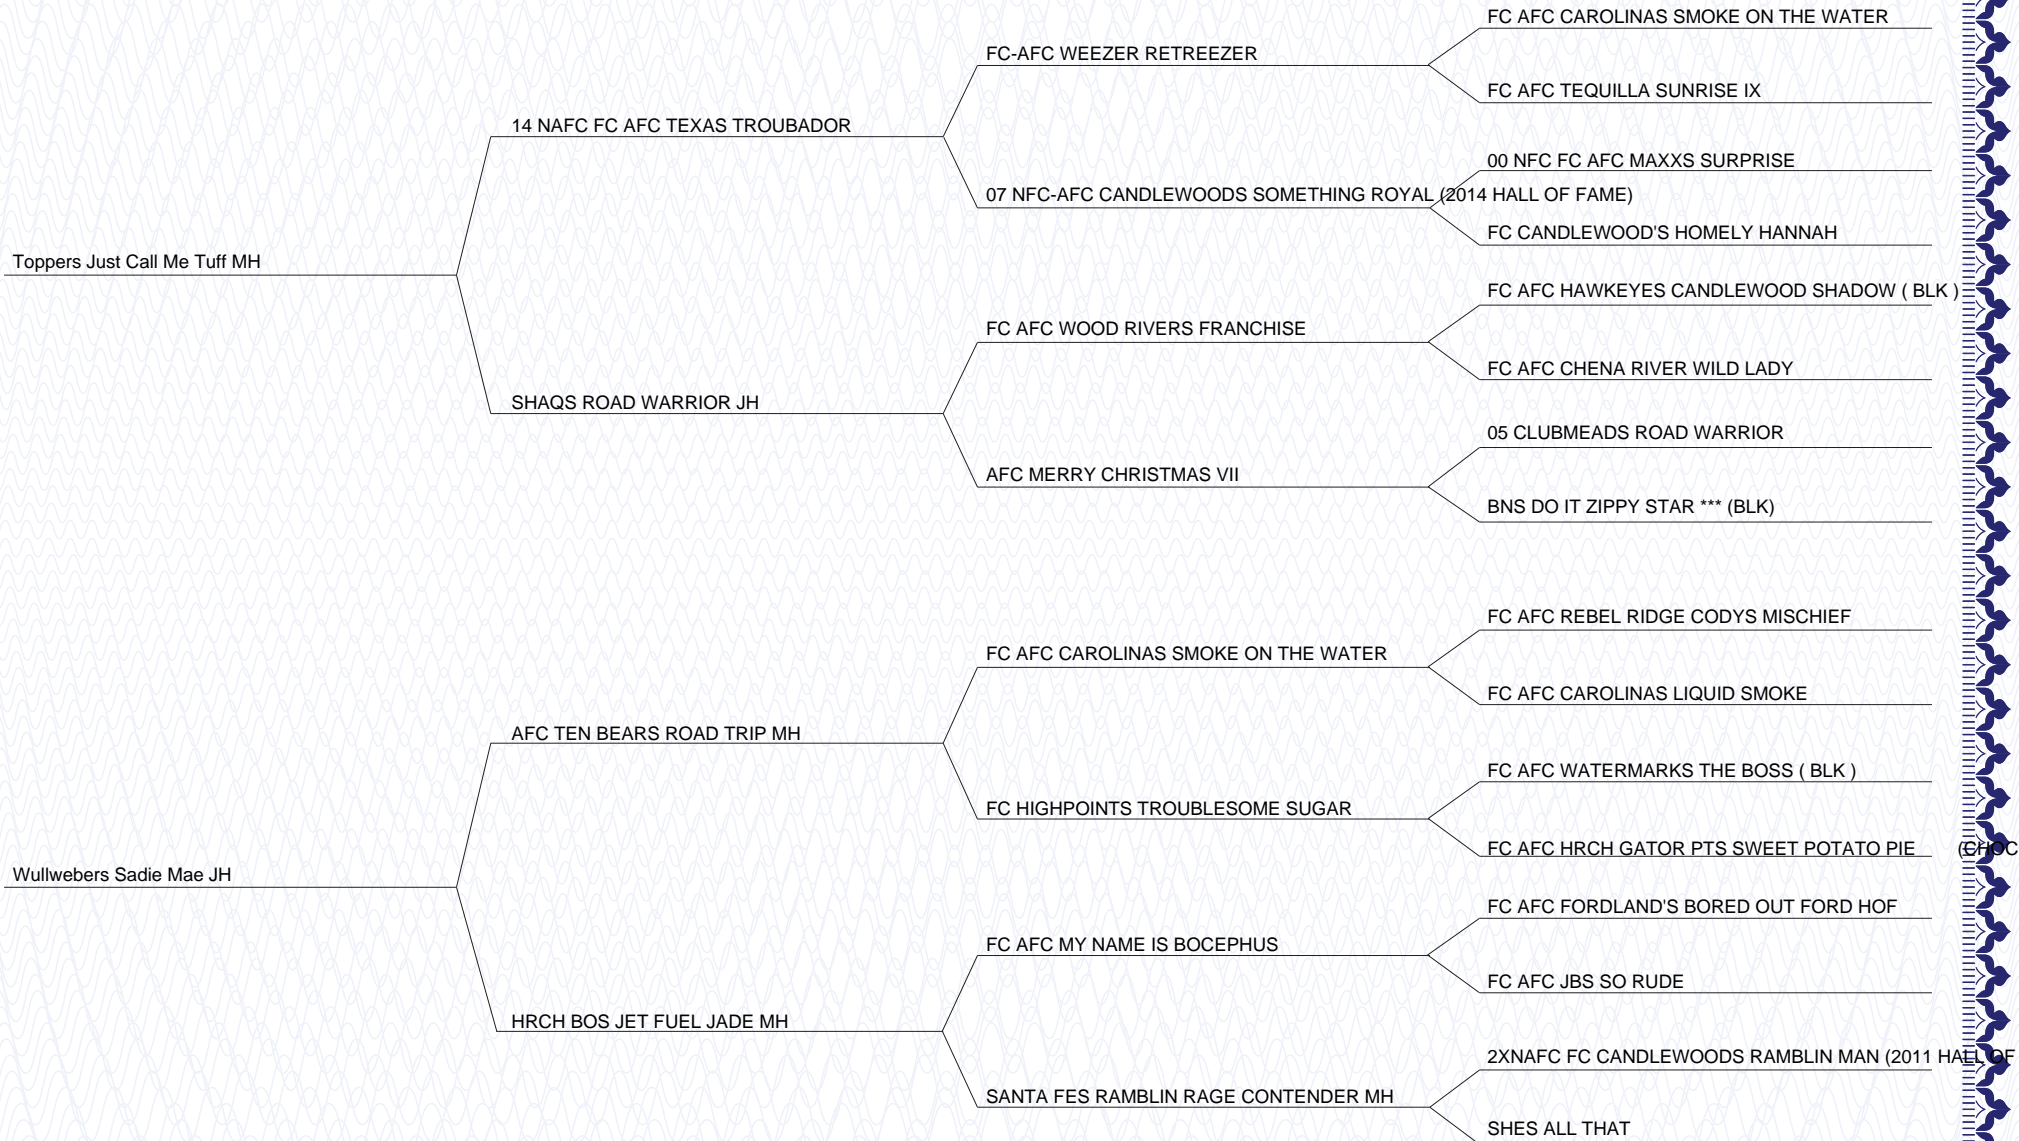 FC AFC CAROLINAS SMOKE ON THE WATER
FC-AFC WEEZER RETREEZER
FC AFC TEQUILLA SUNRISE IX
14 NAFC FC AFC TEXAS TROUBADOR
00 NFC FC AFC MAXXS SURPRISE
07 NFC-AFC CANDLEWOODS SOMETHING ROYAL (2014 HALL OF FAME)
FC CANDLEWOOD'S HOMELY HANNAH
Toppers Just Call Me Tuff MH
FC AFC HAWKEYES CANDLEWOOD SHADOW ( BLK )
FC AFC WOOD RIVERS FRANCHISE
FC AFC CHENA RIVER WILD LADY
SHAQS ROAD WARRIOR JH
05 CLUBMEADS ROAD WARRIOR
AFC MERRY CHRISTMAS VII
BNS DO IT ZIPPY STAR *** (BLK)
FC AFC REBEL RIDGE CODYS MISCHIEF
FC AFC CAROLINAS SMOKE ON THE WATER
FC AFC CAROLINAS LIQUID SMOKE
AFC TEN BEARS ROAD TRIP MH
FC AFC WATERMARKS THE BOSS ( BLK )
FC HIGHPOINTS TROUBLESOME SUGAR
FC AFC HRCH GATOR PTS SWEET POTATO PIE (CHOC
Wullwebers Sadie Mae JH
FC AFC FORDLAND'S BORED OUT FORD HOF
FC AFC MY NAME IS BOCEPHUS
FC AFC JBS SO RUDE
HRCH BOS JET FUEL JADE MH
2XNAFC FC CANDLEWOODS RAMBLIN MAN (2011 HALL OF
SANTA FES RAMBLIN RAGE CONTENDER MH
SHES ALL THAT